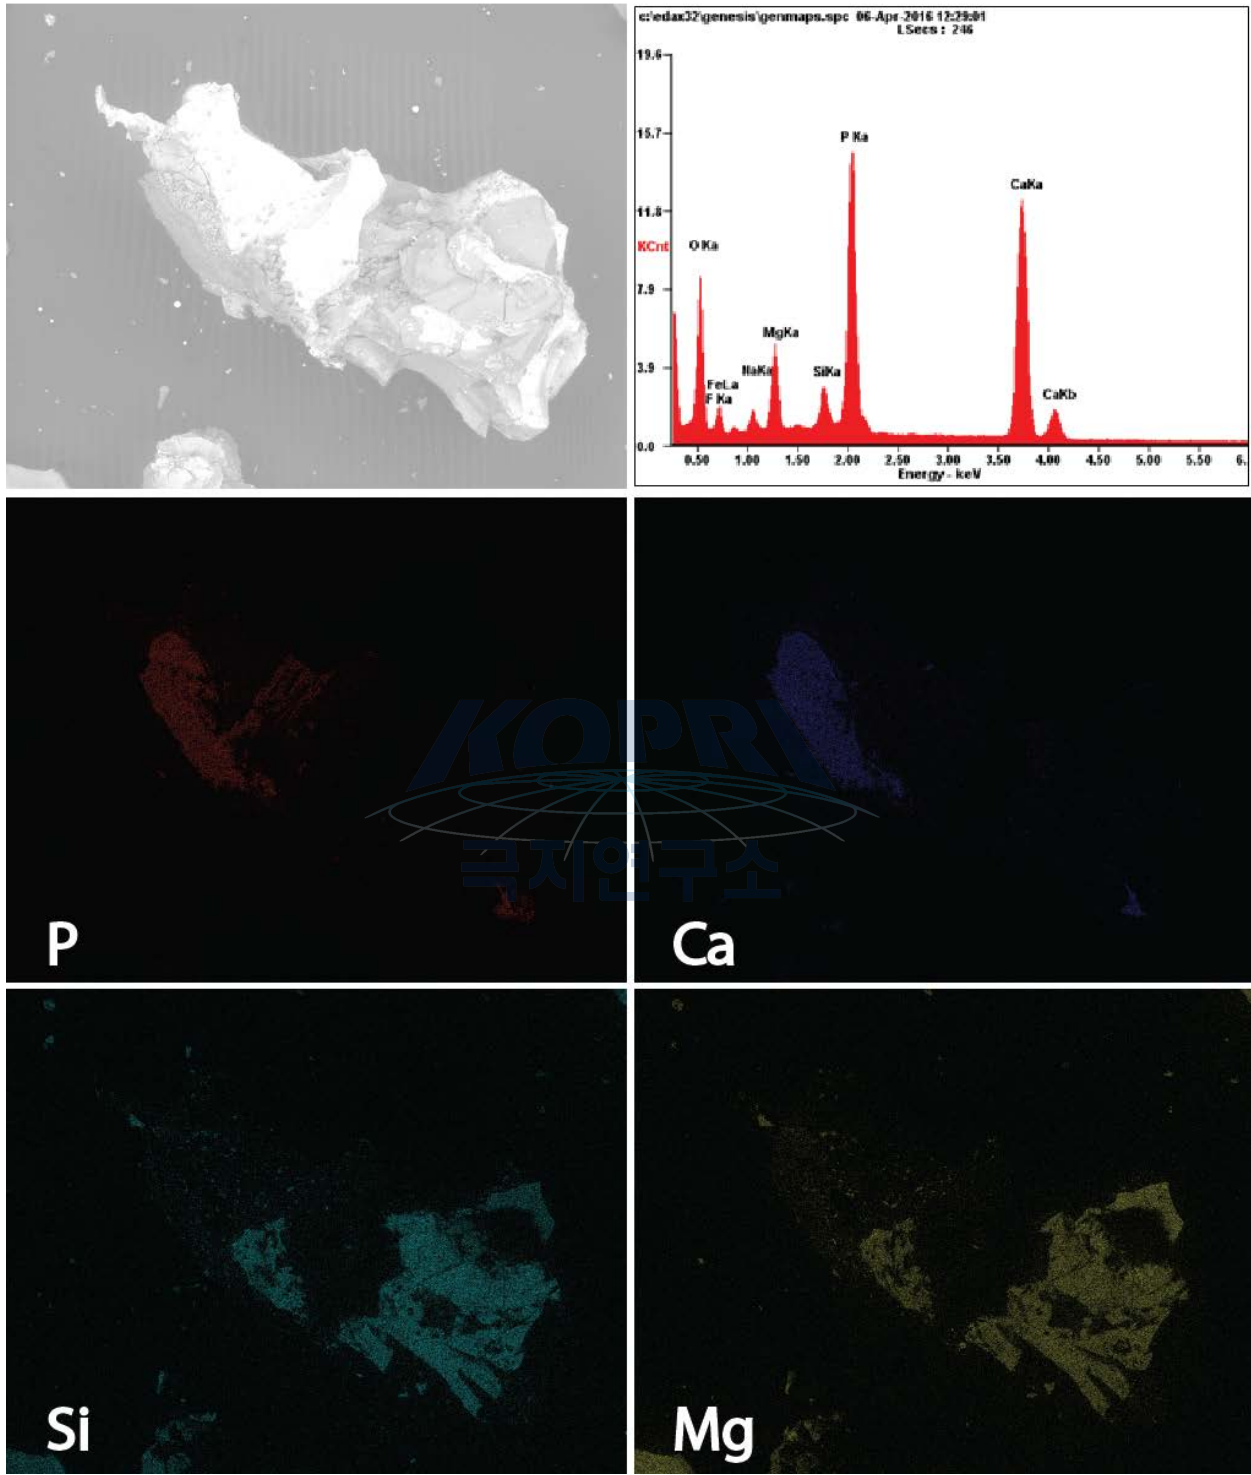 c:\edax32\genesis\genmaps.spc 06-Apr-2016 12:29:01
LSecs : 246
19.6
15.7
11.8
7.9
3.9
0.0
KCnt
O Ka
FeLa
F Ka
NaKa
MgKa
SiKa
P Ka
CaKa
CaKb
0.50 1.00 1.50 2.00 2.50 3.00 3.50 4.00 4.50 5.00 5.50 6.
Energy - keV
KOPRI
극지연구소
P
Ca
Si
Mg